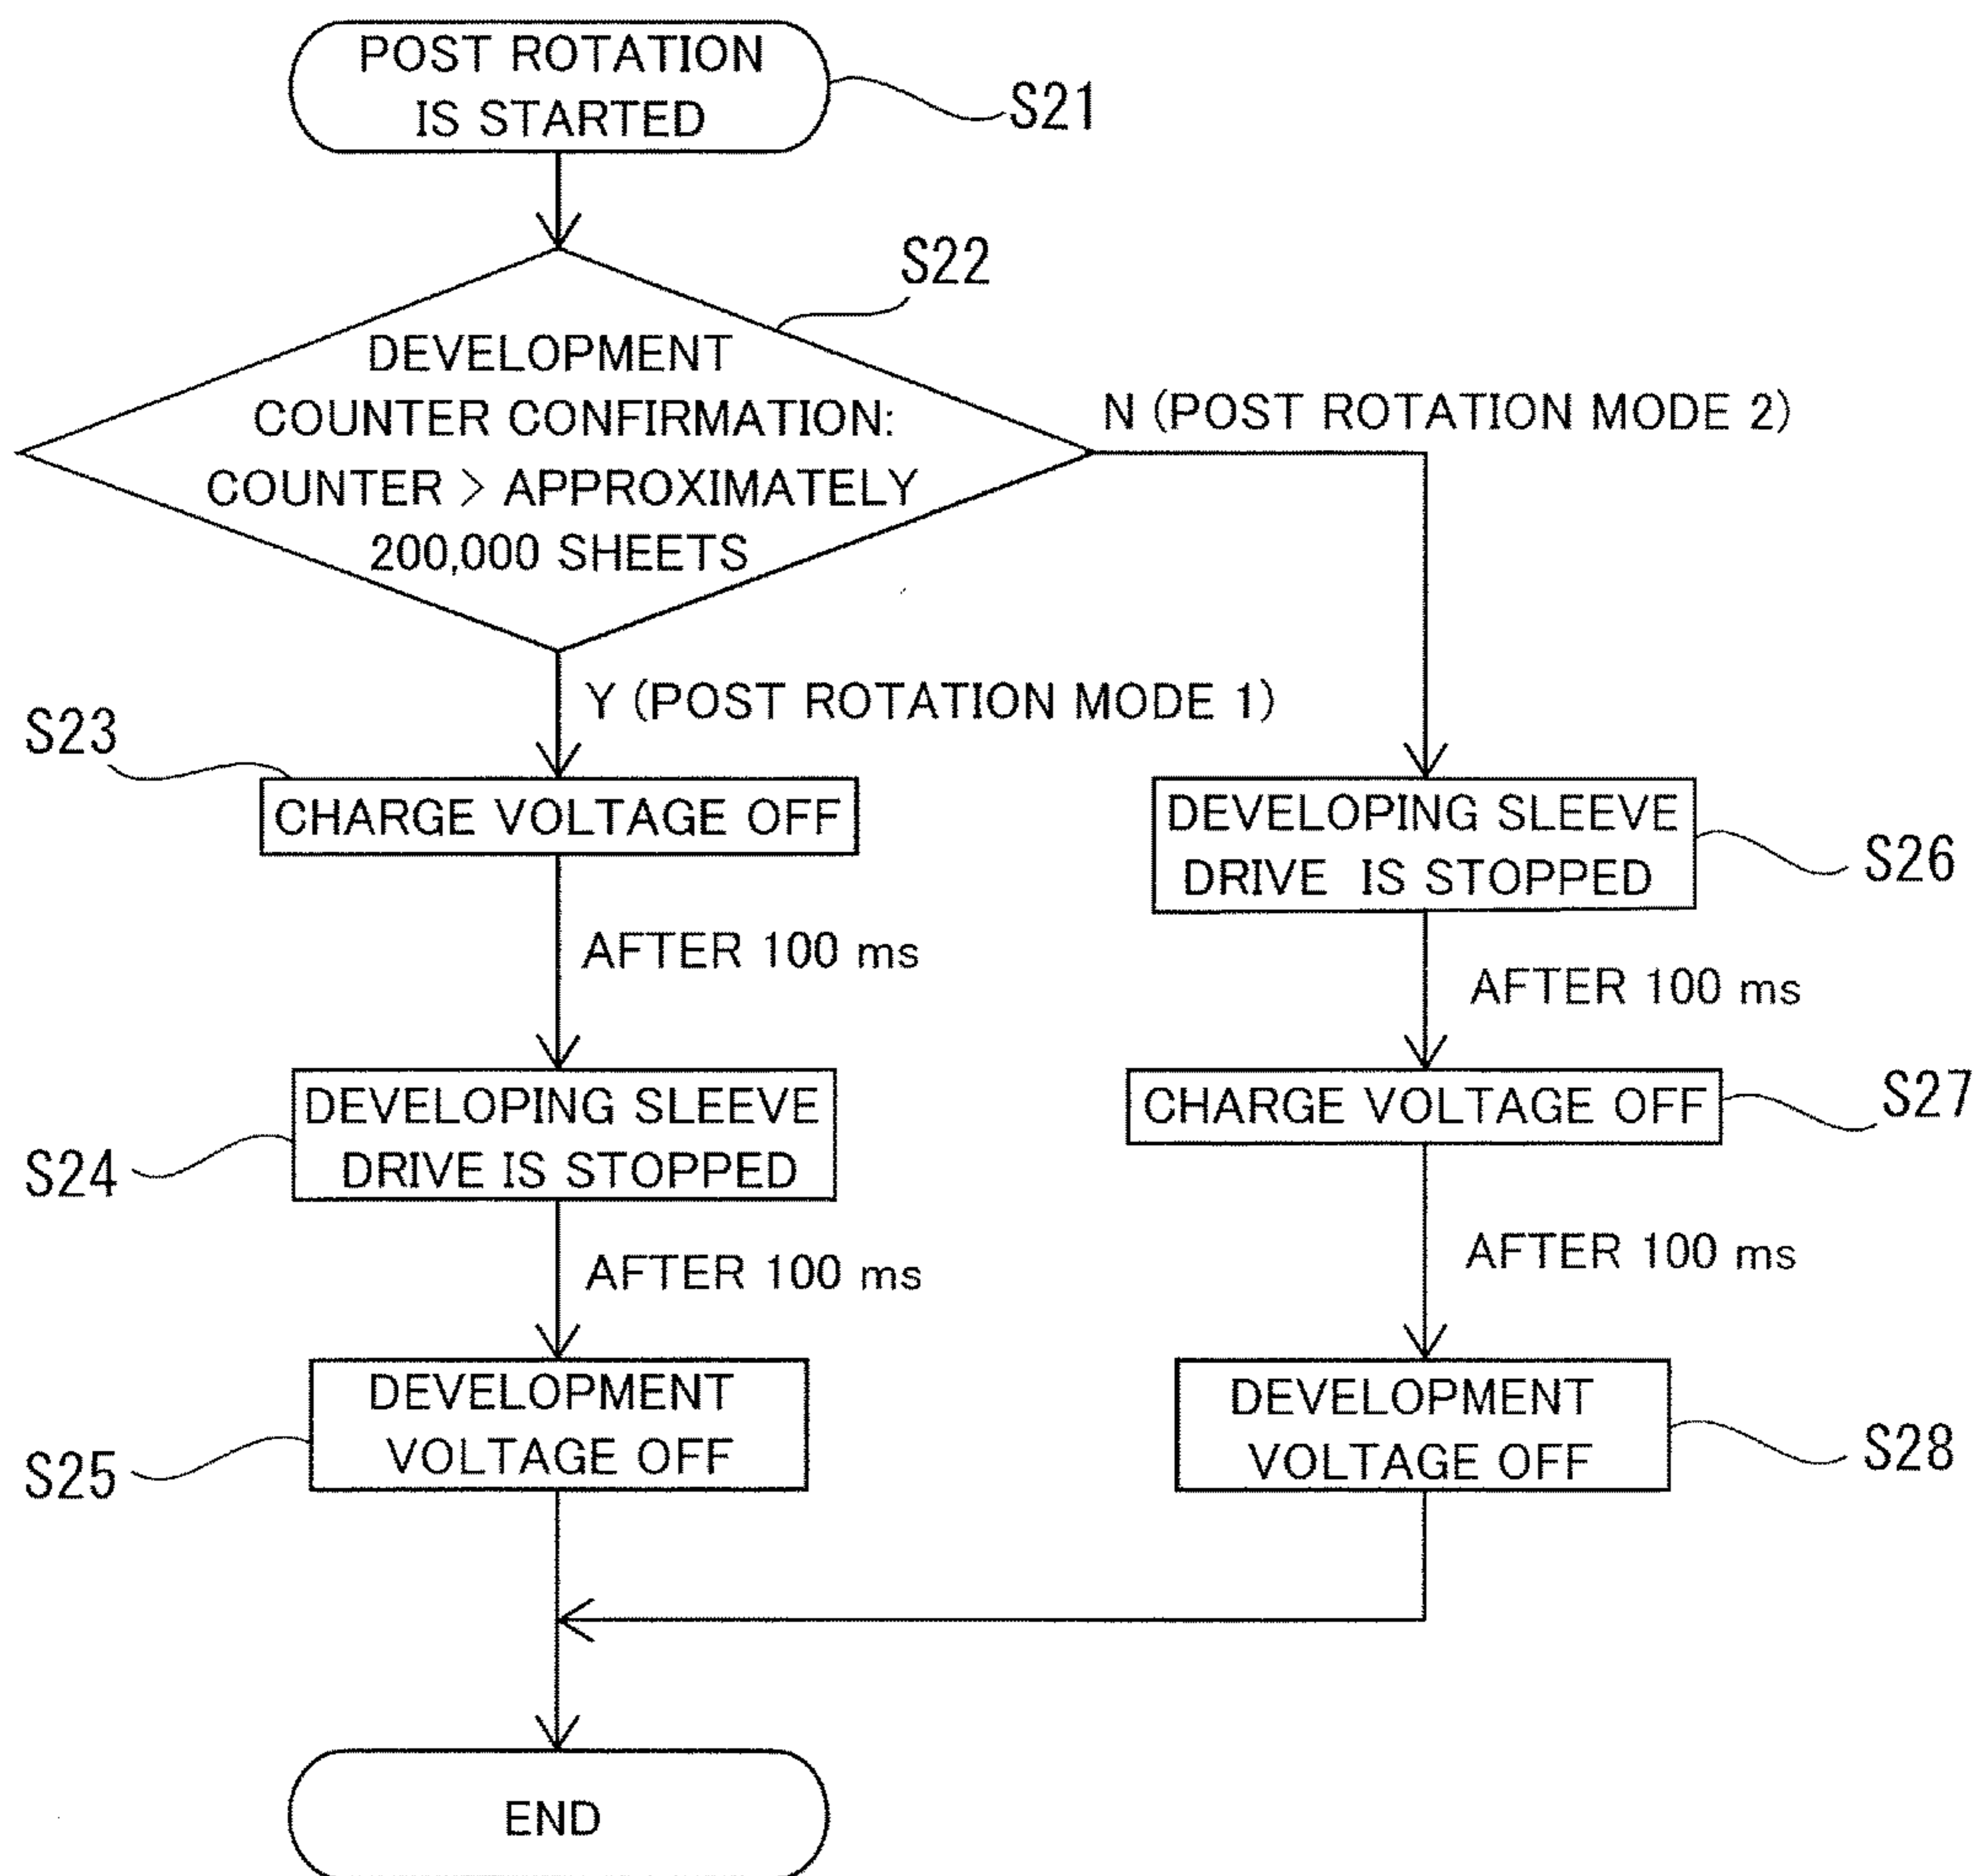 POST ROTATION
IS STARTED
S21
S22
DEVELOPMENT
COUNTER CONFIRMATION:
COUNTER > APPROXIMATELY
200,000 SHEETS
N (POST ROTATION MODE 2)
Y (POST ROTATION MODE 1)
S23
CHARGE VOLTAGE OFF
AFTER 100 ms
S24
DEVELOPING SLEEVE
DRIVE IS STOPPED
AFTER 100 ms
S25
DEVELOPMENT
VOLTAGE OFF
DEVELOPING SLEEVE
DRIVE IS STOPPED
S26
AFTER 100 ms
CHARGE VOLTAGE OFF
S27
AFTER 100 ms
DEVELOPMENT
VOLTAGE OFF
S28
END